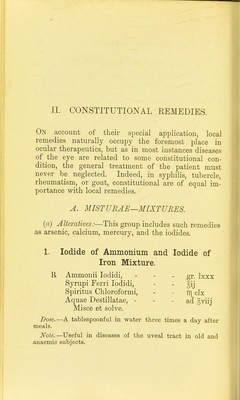 II. CONSTITUTIONAL REMEDIES.
On account of their special application, local
remedies naturally occupy the foremost place in
ocular therapeutics, but as in most instances diseases
of the eye are related to some constitutional con-
dition, the general treatment of the patient must
never be neglected. Indeed, in syphilis, tubercle,
rheumatism, or gout, constitutional are of equal im-
portance with local remedies.
A. MISTURAE—MIXTURES.
(a) Alteratives:—This group includes such remedies
as arsenic, calcium, mercury, and the iodides.
1. Iodide of Ammonium and Iodide of
Iron Mixture.
℞ Ammonii Iodidi, - - - gr. lxxx
Syrupi Ferri Iodidi, - - ʒij
Spiritus Chloroformi, - - ♏ clx
Aquae Destillatae, - - - ad ℥viij
Misce et solve.
Dose.—A tablespoonful in water three times a day after
meals.
Note.—Useful in diseases of the uveal tract in old and
anaemic subjects.